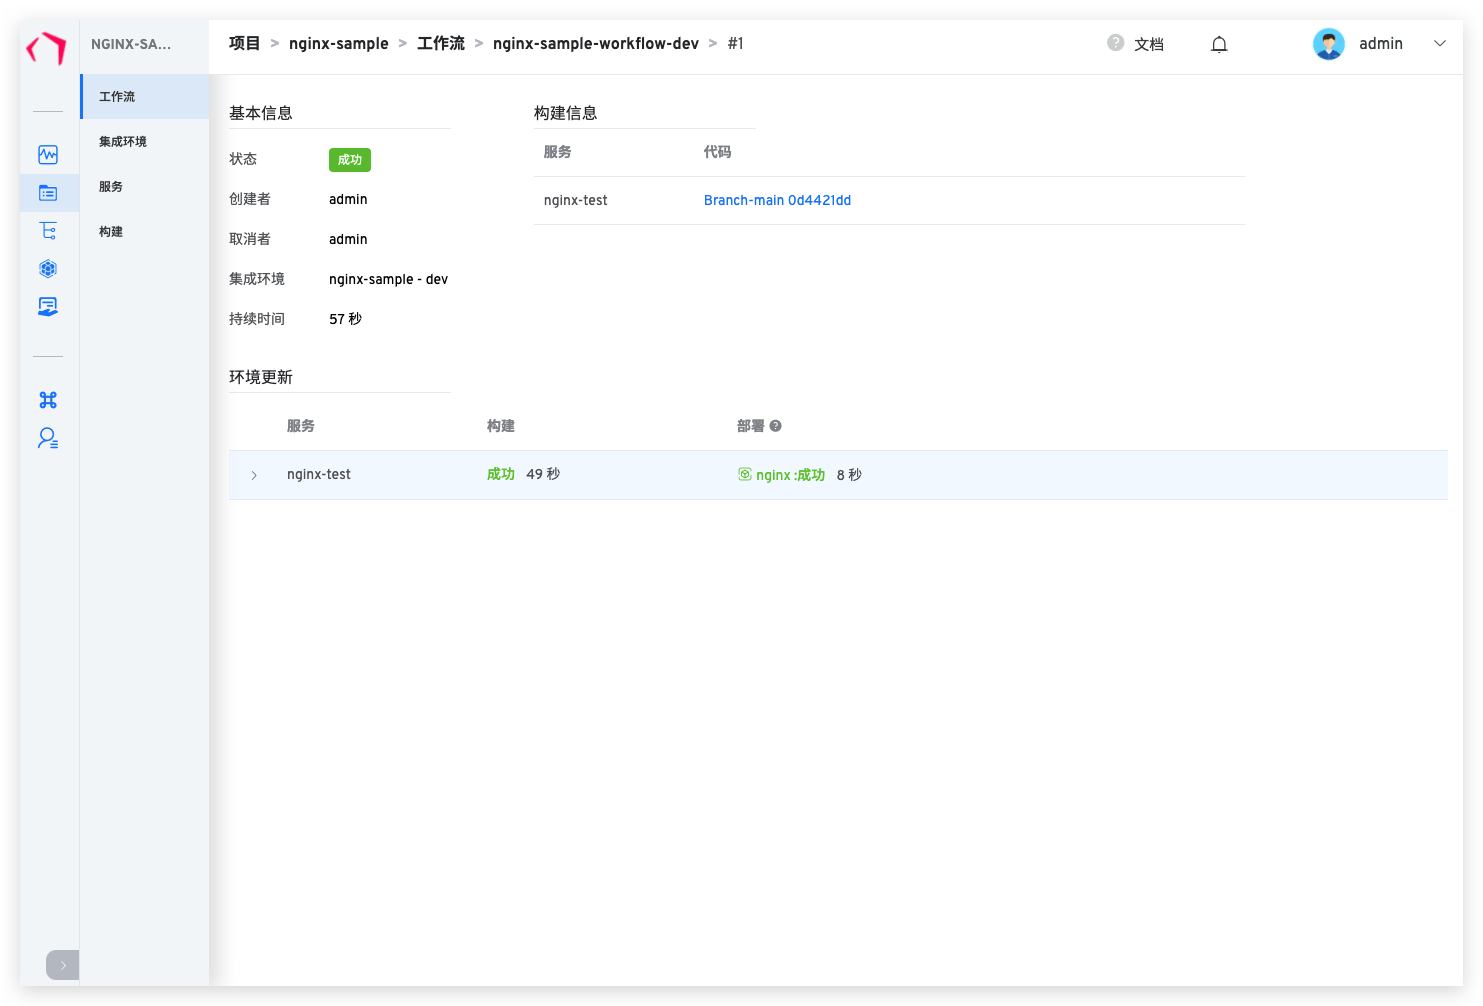 NGINX-SA...
项目 > nginx-sample > 工作流 > nginx-sample-workflow-dev > #1
? 文档
admin
工作流
集成环境
服务
构建
基本信息
状态 成功
创建者 admin
取消者 admin
集成环境 nginx-sample - dev
持续时间 57 秒
构建信息
服务 代码
nginx-test Branch-main 0d4421dd
环境更新
服务 构建 部署 ?
> nginx-test 成功 49 秒 nginx :成功 8 秒
>